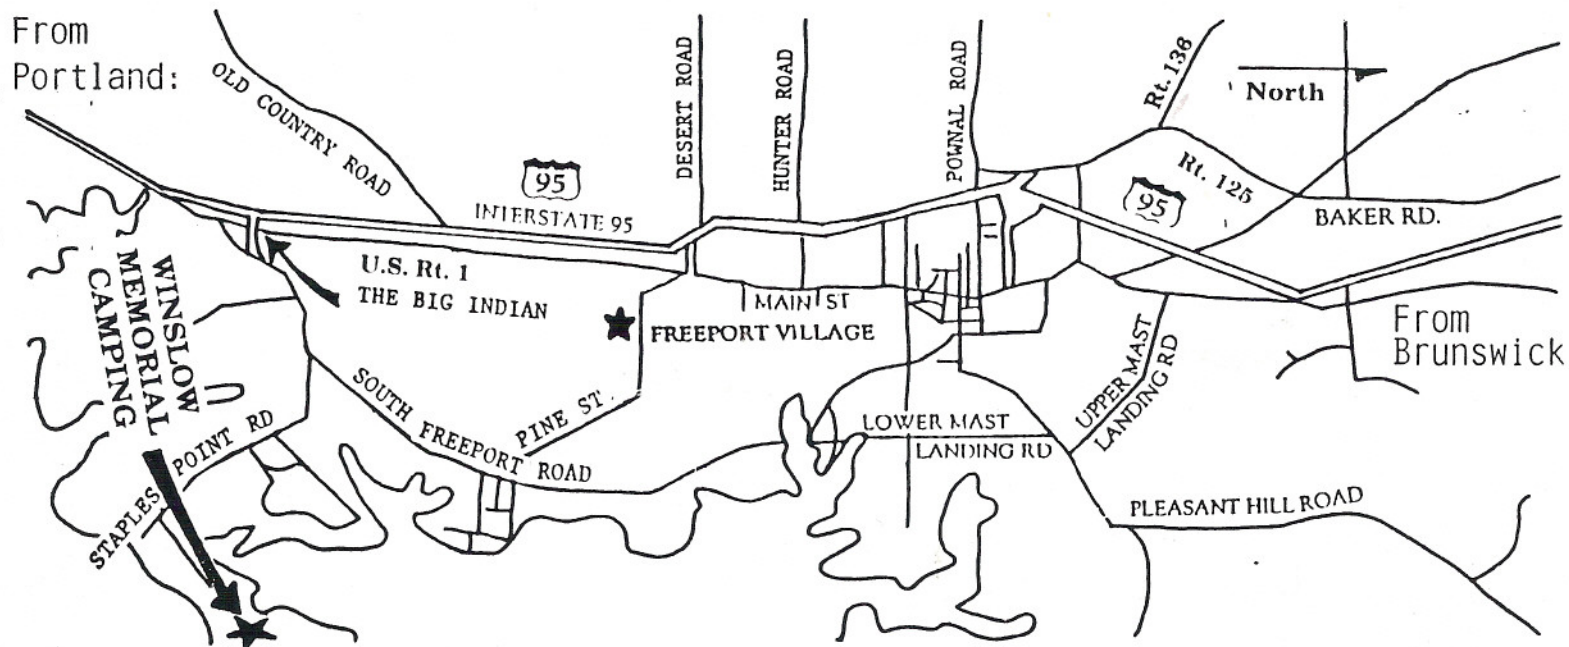 From
Portland:
OLD COUNTRY ROAD
DESERT ROAD
HUNTER ROAD
POWNAL ROAD
Rt. 136
North
95
INTERSTATE 95
Rt. 125
95
BAKER RD.
U.S. Rt. 1
THE BIG INDIAN
WINSLOW
MEMORIAL
CAMPING
MAIN ST
FREEPORT VILLAGE
From
Brunswick
UPPER MAST
LANDING RD
SOUTH FREEPORT ROAD
PINE ST.
LOWER MAST
LANDING RD
STAPLES POINT RD
PLEASANT HILL ROAD